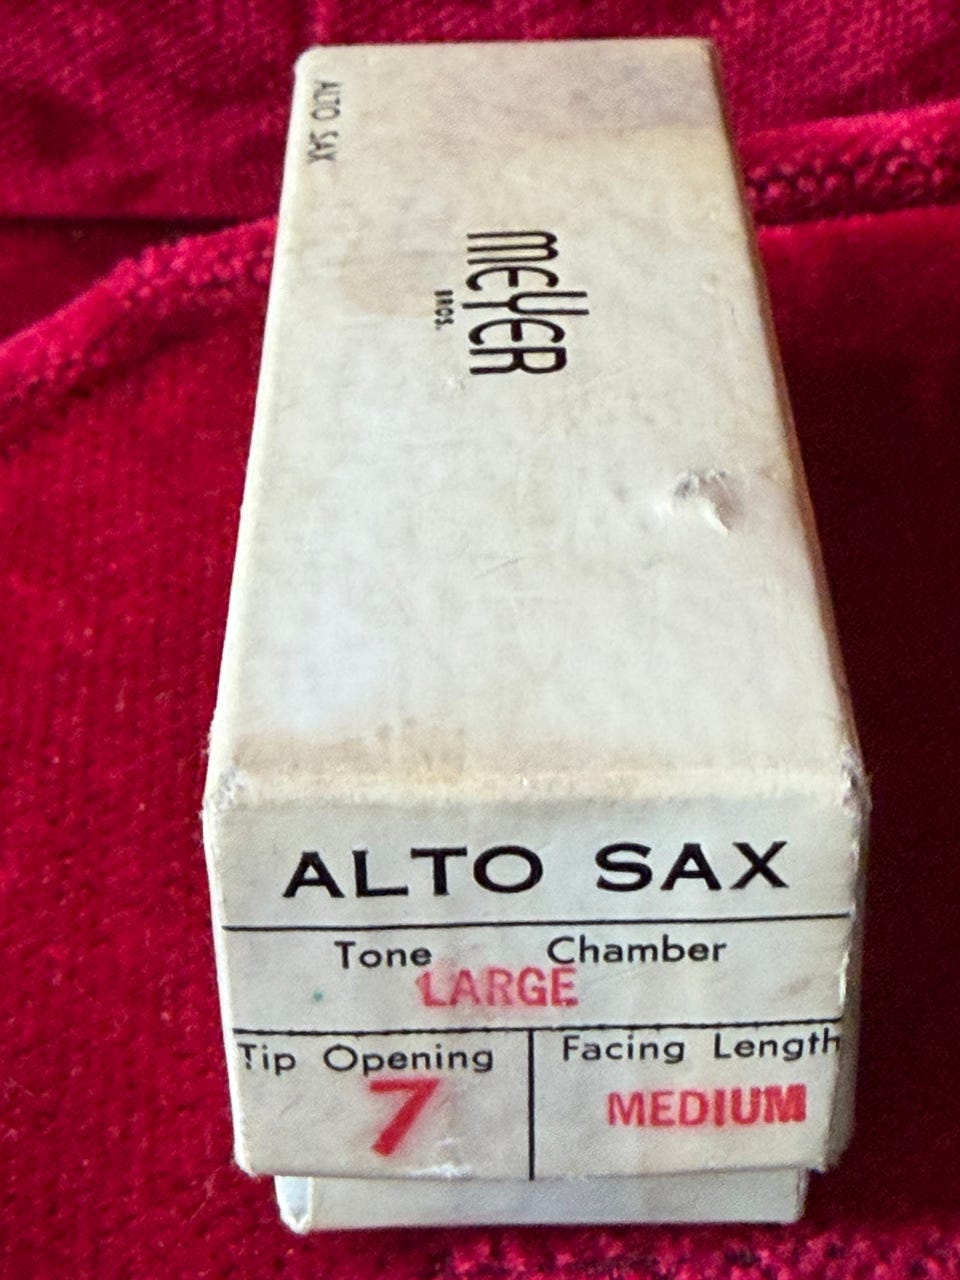 ALTO SAX
MEYER
BROS.
ALTO SAX
Tone Chamber
LARGE
Tip Opening
7
Facing Length
MEDIUM